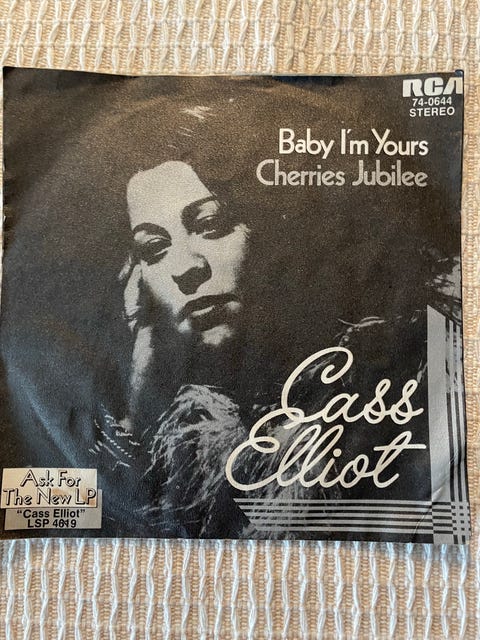 RCA
74-0644
STEREO
Baby I'm Yours
Cherries Jubilee
Cass
Elliot
Ask For
The New LP
"Cass Elliot"
LSP 4619